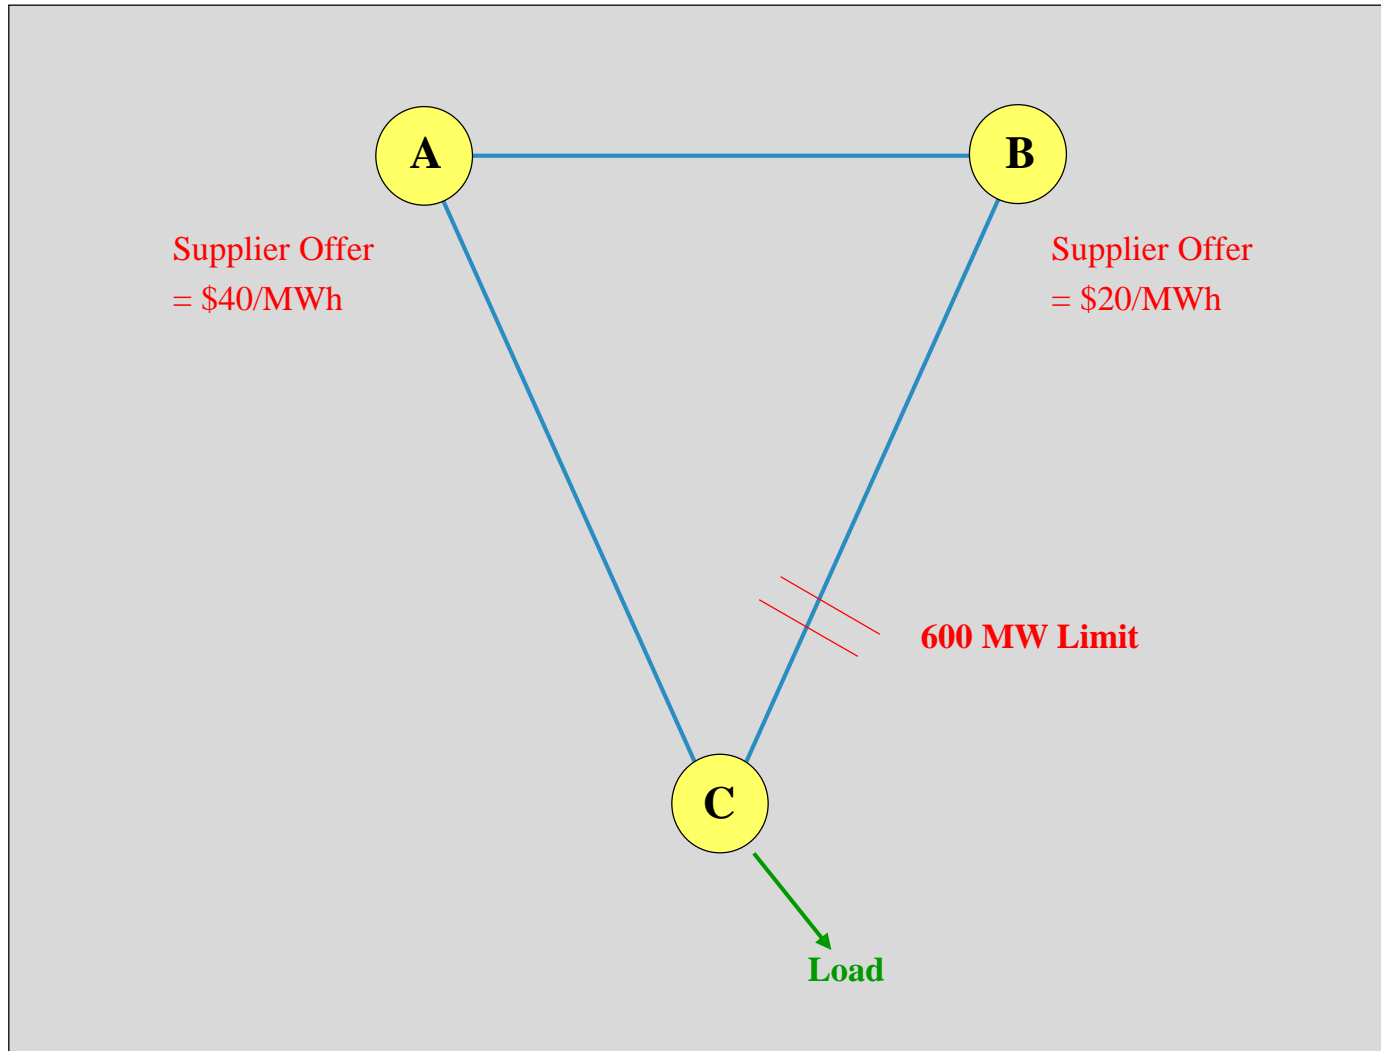 A
B
Supplier Offer
= $40/MWh
Supplier Offer
= $20/MWh
600 MW Limit
C
Load